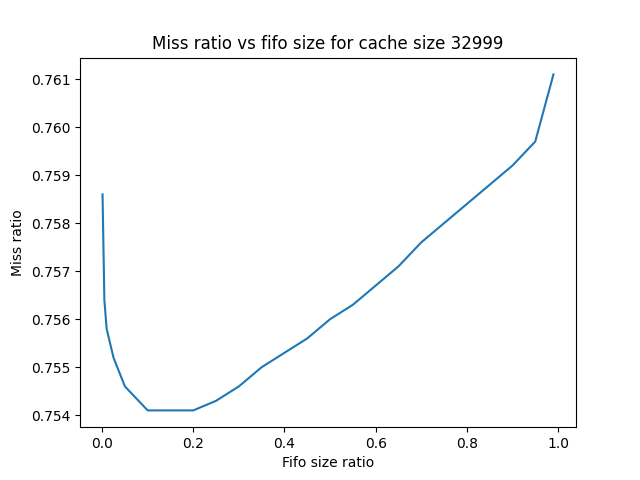 Miss ratio vs fifo size for cache size 32999
0.761
0.760
0.759
0.758
0.757
0.756
0.755
0.754
Miss ratio
0.0 0.2 0.4 0.6 0.8 1.0
Fifo size ratio